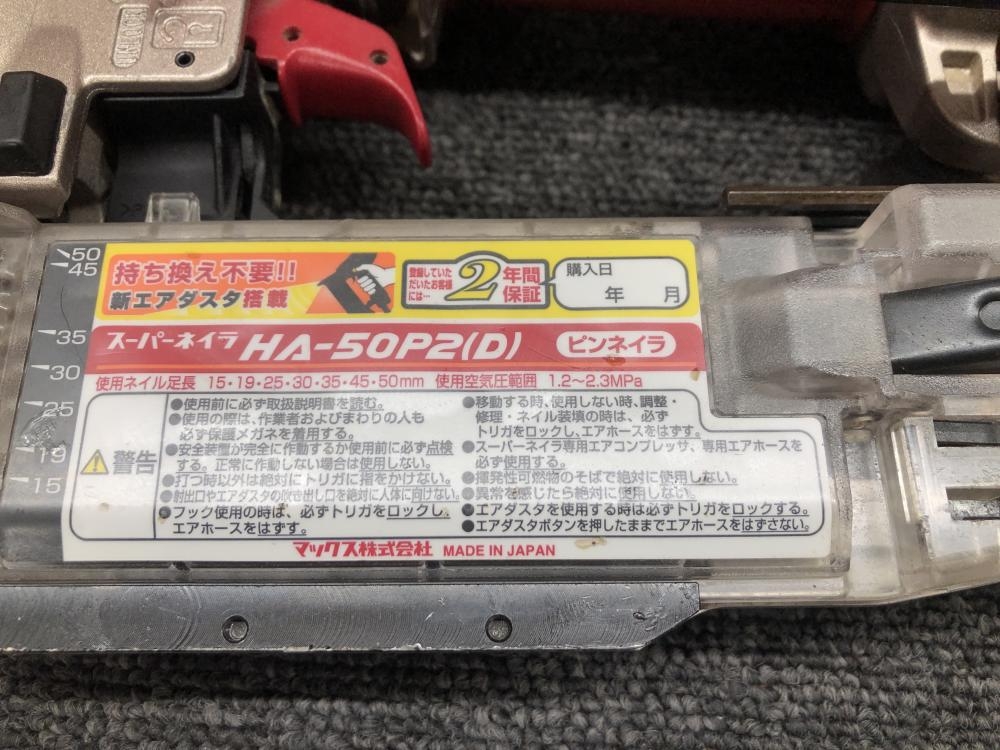 持ち換え不要!!
新エアダスタ搭載
登録していた
だいたお客様
には…
2年間
保証
購入日
年 月
スーパーネイラ HA-50P2(D) ピンネイラ
使用ネイル足長 15・19・25・30・35・45・50mm 使用空気圧範囲 1.2〜2.3MPa
警告
●使用前に必ず取扱説明書を読む。
●使用の際は、作業者およびまわりの人も
必ず保護メガネを着用する。
●安全装置が完全に作動するか使用前に必ず点検
する。正常に作動しない場合は使用しない。
●打つ時以外は絶対にトリガに指をかけない。
●射出口やエアダスタの吹き出し口を絶対に人体に向けない。
●フック使用の時は、必ずトリガをロックし、
エアホースをはずす。
●移動する時、使用しない時、調整・
修理・ネイル装填の時は、必ず
トリガをロックし、エアホースをはずす。
●スーパーネイラ専用エアコンプレッサ、専用エアホースを
必ず使用する。
●揮発性可燃物のそばで絶対に使用しない。
●異常を感じたら絶対に使用しない。
●エアダスタを使用する時は必ずトリガをロックする。
●エアダスタボタンを押したままでエアホースをはずさない。
マックス株式会社 MADE IN JAPAN
50
45
35
30
25
19
15